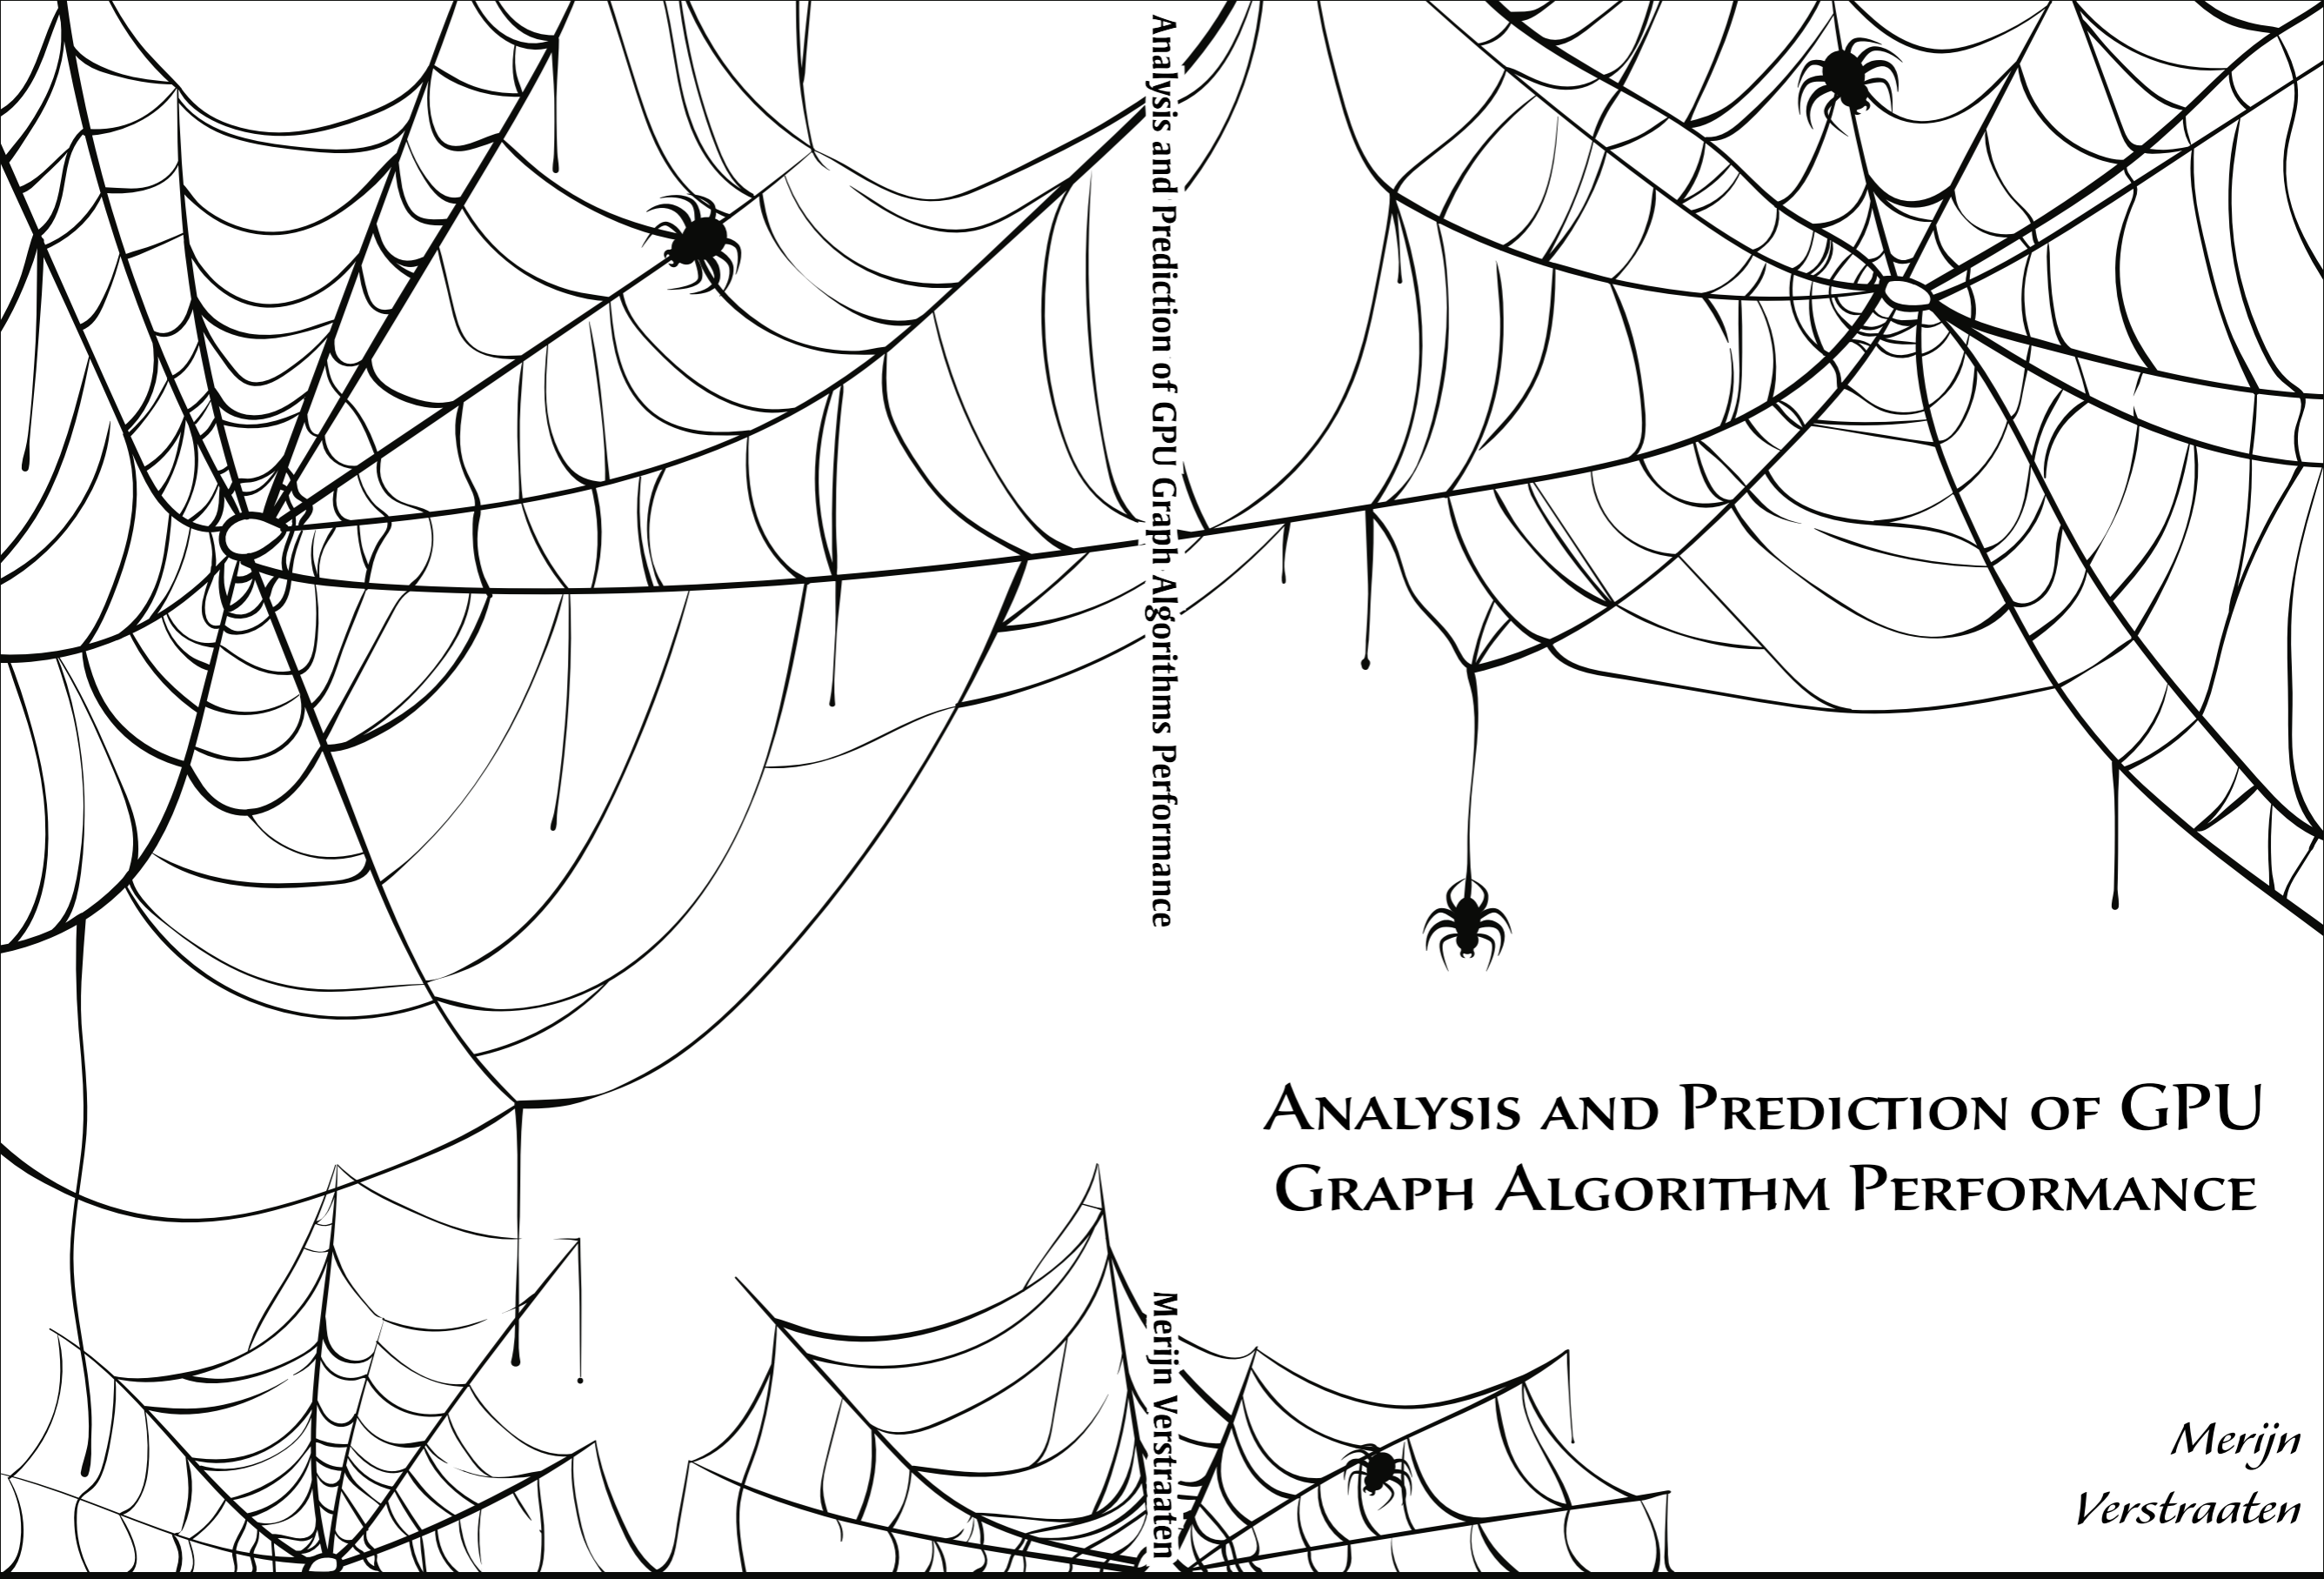 Analysis and Prediction of GPU Graph Algorithms Performance
Merijn Verstraaten
Analysis and Prediction of GPU
Graph Algorithm Performance
Merijn
Verstraaten